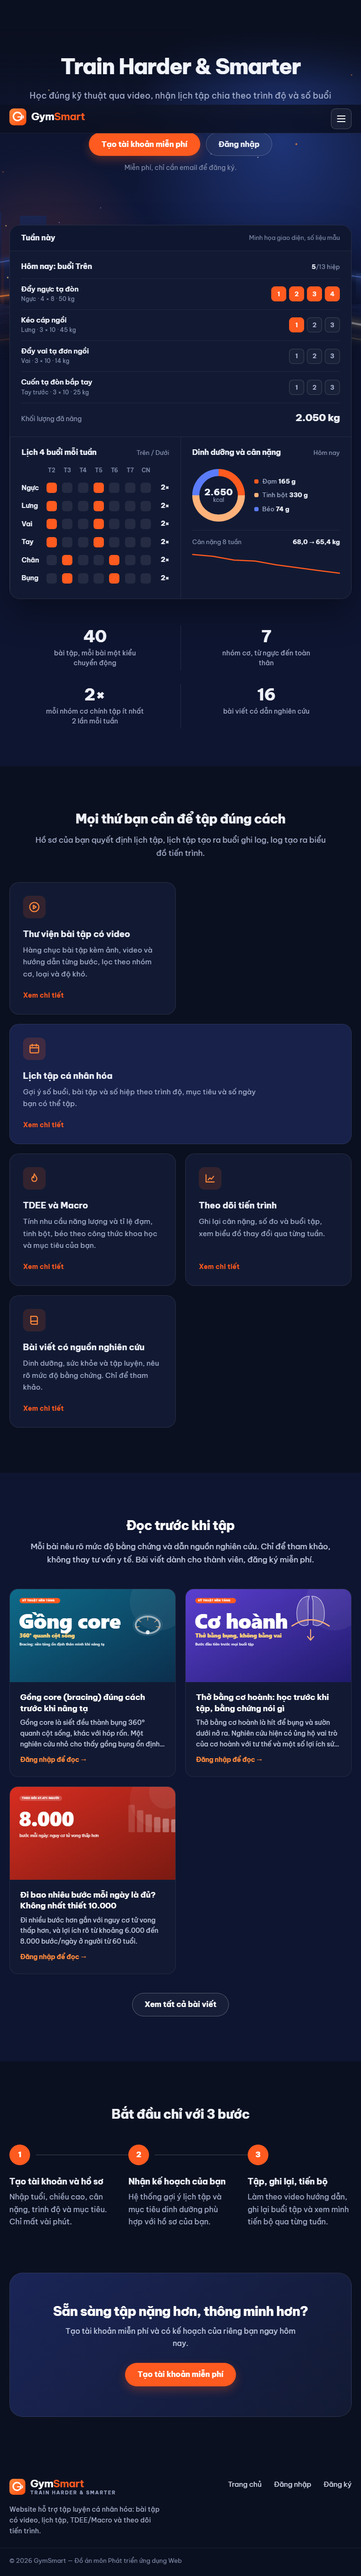 Train Harder & Smarter
Học đúng kỹ thuật qua video, nhận lịch tập chia theo trình độ và số buổi
GymSmart
Tạo tài khoản miễn phí
Đăng nhập
Miễn phí, chỉ cần email để đăng ký.
Tuần này
Minh họa giao diện, số liệu mẫu
Hôm nay: buổi Trên
5/13 hiệp
Đẩy ngực tạ đòn
Ngực · 4 × 8 · 50 kg
1 2 3 4
Kéo cáp ngồi
Lưng · 3 × 10 · 45 kg
1 2 3
Đẩy vai tạ đơn ngồi
Vai · 3 × 10 · 14 kg
1 2 3
Cuốn tạ đòn bắp tay
Tay trước · 3 × 10 · 25 kg
1 2 3
Khối lượng đã nâng
2.050 kg
Lịch 4 buổi mỗi tuần
Trên / Dưới
T2 T3 T4 T5 T6 T7 CN
Ngực 2×
Lưng 2×
Vai 2×
Tay 2×
Chân 2×
Bụng 2×
Dinh dưỡng và cân nặng
Hôm nay
2.650
kcal
Đạm 165 g
Tinh bột 330 g
Béo 74 g
Cân nặng 8 tuần
68,0 → 65,4 kg
40
bài tập, mỗi bài một kiểu
chuyển động
7
nhóm cơ, từ ngực đến toàn
thân
2×
mỗi nhóm cơ chính tập ít nhất
2 lần mỗi tuần
16
bài viết có dẫn nghiên cứu
Mọi thứ bạn cần để tập đúng cách
Hồ sơ của bạn quyết định lịch tập, lịch tập tạo ra buổi ghi log, log tạo ra biểu
đồ tiến trình.
Thư viện bài tập có video
Hàng chục bài tập kèm ảnh, video và
hướng dẫn từng bước, lọc theo nhóm
cơ, loại và độ khó.
Xem chi tiết
Lịch tập cá nhân hóa
Gợi ý số buổi, bài tập và số hiệp theo trình độ, mục tiêu và số ngày
bạn có thể tập.
Xem chi tiết
TDEE và Macro
Tính nhu cầu năng lượng và tỉ lệ đạm,
tinh bột, béo theo công thức khoa học
và mục tiêu của bạn.
Xem chi tiết
Theo dõi tiến trình
Ghi lại cân nặng, số đo và buổi tập,
xem biểu đồ thay đổi qua từng tuần.
Xem chi tiết
Bài viết có nguồn nghiên cứu
Dinh dưỡng, sức khỏe và tập luyện, nêu
rõ mức độ bằng chứng. Chỉ để tham
khảo.
Xem chi tiết
Đọc trước khi tập
Mỗi bài nêu rõ mức độ bằng chứng và dẫn nguồn nghiên cứu. Chỉ để tham khảo,
không thay tư vấn y tế. Bài viết dành cho thành viên, đăng ký miễn phí.
Gồng core
360° quanh cột sống
Gồng core (bracing) đúng cách
trước khi nâng tạ
Gồng core là siết đều thành bụng 360°
quanh cột sống, khác với hóp rốn. Một
nghiên cứu nhỏ cho thấy gồng bụng ổn định…
Đăng nhập để đọc →
Cơ hoành
Thở bằng bụng, không bằng vai
Thở bằng cơ hoành: học trước khi
tập, bằng chứng nói gì
Thở bằng cơ hoành là hít để bụng và sườn
dưới nở ra. Nghiên cứu hiện có ủng hộ vai trò
của cơ hoành với tư thế và một số lợi ích sứ…
Đăng nhập để đọc →
8.000
bước mỗi ngày: nguy cơ tử vong thấp hơn
Đi bao nhiêu bước mỗi ngày là đủ?
Không nhất thiết 10.000
Đi nhiều bước hơn gắn với nguy cơ tử vong
thấp hơn, và lợi ích rõ từ khoảng 6.000 đến
8.000 bước/ngày ở người từ 60 tuổi.
Đăng nhập để đọc →
Xem tất cả bài viết
Bắt đầu chỉ với 3 bước
1
Tạo tài khoản và hồ sơ
Nhập tuổi, chiều cao, cân
nặng, trình độ và mục tiêu.
Chỉ mất vài phút.
2
Nhận kế hoạch của bạn
Hệ thống gợi ý lịch tập và
mục tiêu dinh dưỡng phù
hợp với hồ sơ của bạn.
3
Tập, ghi lại, tiến bộ
Làm theo video hướng dẫn,
ghi lại buổi tập và xem mình
tiến bộ qua từng tuần.
Sẵn sàng tập nặng hơn, thông minh hơn?
Tạo tài khoản miễn phí và có kế hoạch của riêng bạn ngay hôm
nay.
Tạo tài khoản miễn phí
GymSmart
TRAIN HARDER & SMARTER
Website hỗ trợ tập luyện cá nhân hóa: bài tập
có video, lịch tập, TDEE/Macro và theo dõi
tiến trình.
Trang chủ
Đăng nhập
Đăng ký
© 2026 GymSmart — Đồ án môn Phát triển ứng dụng Web